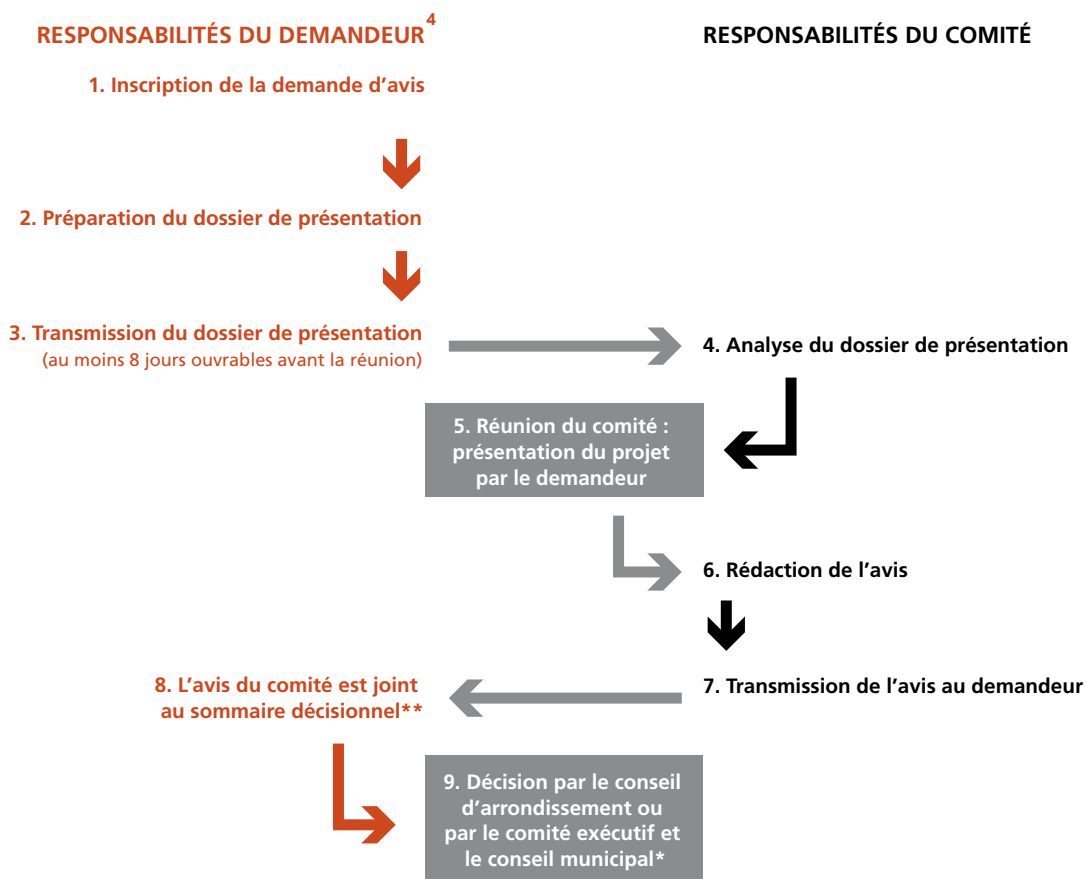 RESPONSABILITÉS DU DEMANDEUR4
RESPONSABILITÉS DU COMITÉ
1. Inscription de la demande d’avis
2. Préparation du dossier de présentation
3. Transmission du dossier de présentation
(au moins 8 jours ouvrables avant la réunion)
4. Analyse du dossier de présentation
5. Réunion du comité :
présentation du projet
par le demandeur
6. Rédaction de l’avis
7. Transmission de l’avis au demandeur
8. L’avis du comité est joint
au sommaire décisionnel**
9. Décision par le conseil
d’arrondissement ou
par le comité exécutif et
le conseil municipal*